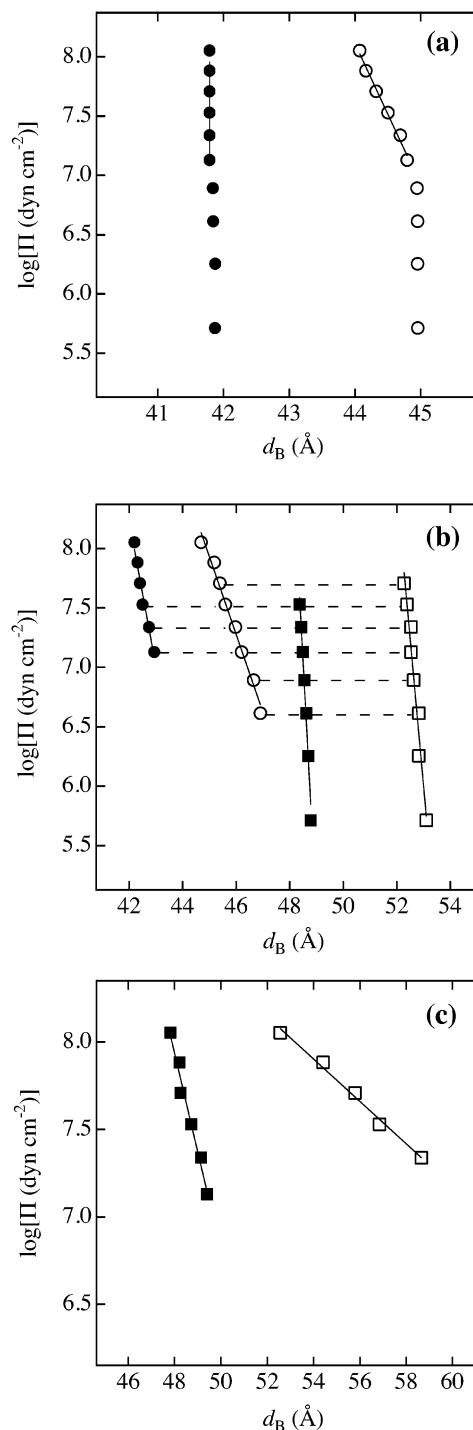 (a)
8.0
7.5
7.0
6.5
6.0
5.5
log[Π (dyn cm⁻²)]
41 42 43 44 45
d_B (Å)
(b)
8.0
7.5
7.0
6.5
6.0
5.5
log[Π (dyn cm⁻²)]
42 44 46 48 50 52 54
d_B (Å)
(c)
8.0
7.5
7.0
6.5
log[Π (dyn cm⁻²)]
46 48 50 52 54 56 58 60
d_B (Å)